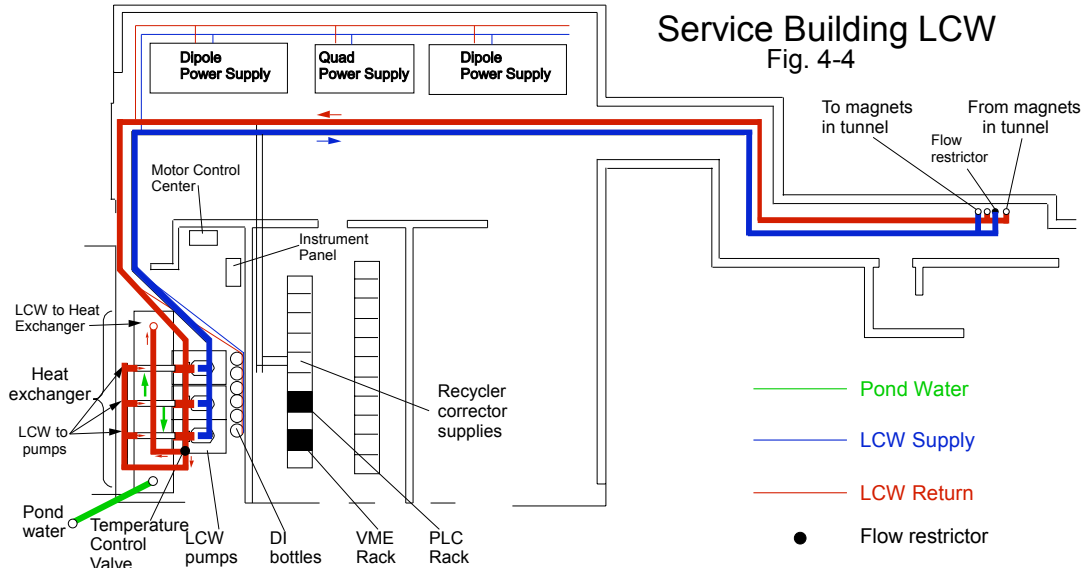 Service Building LCW
Fig. 4-4
Dipole
Power Supply
Quad
Power Supply
Dipole
Power Supply
To magnets
in tunnel
Flow
restrictor
From magnets
in tunnel
Motor Control
Center
Instrument
Panel
LCW to Heat
Exchanger
Heat
exchanger
LCW to
pumps
Recycler
corrector
supplies
Pond Water
LCW Supply
LCW Return
Flow restrictor
Pond
water
Temperature
Control
Valve
LCW
pumps
DI
bottles
VME
Rack
PLC
Rack